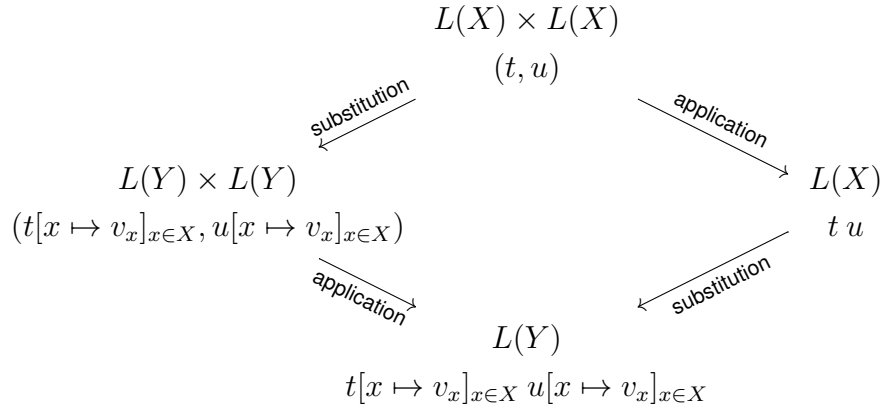 L(X) × L(X)
(t, u)
substitution
application
L(Y) × L(Y)
L(X)
(t[x ↦ v_x]_{x∈X}, u[x ↦ v_x]_{x∈X})
t u
application
substitution
L(Y)
t[x ↦ v_x]_{x∈X} u[x ↦ v_x]_{x∈X}